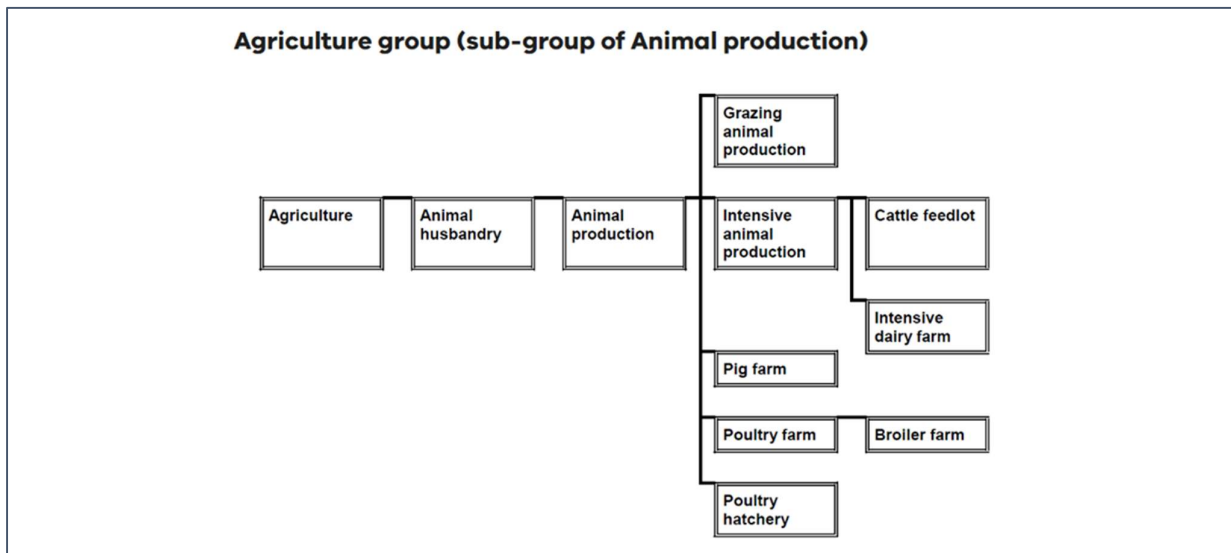 Agriculture group (sub-group of Animal production)
Grazing
animal
production
Agriculture
Animal
husbandry
Animal
production
Intensive
animal
production
Cattle feedlot
Intensive
dairy farm
Pig farm
Poultry farm
Broiler farm
Poultry
hatchery